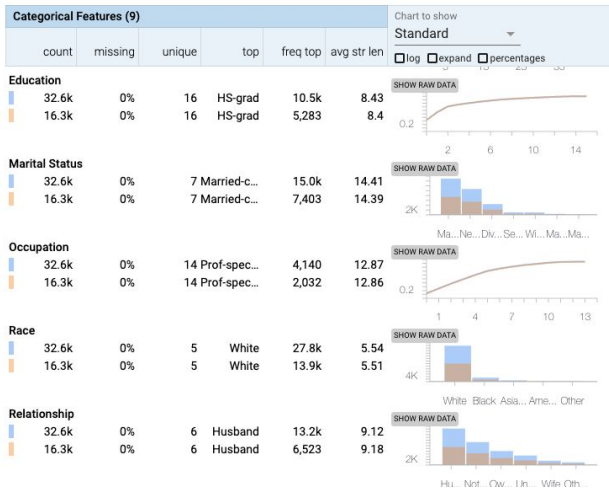 Categorical Features (9)
count missing unique top freq top avg str len
Chart to show
Standard
log expand percentages
Education
32.6k 0% 16 HS-grad 10.5k 8.43
16.3k 0% 16 HS-grad 5,283 8.4
SHOW RAW DATA
0.2
2 6 10 14
Marital Status
32.6k 0% 7 Married-c... 15.0k 14.41
16.3k 0% 7 Married-c... 7,403 14.39
SHOW RAW DATA
2K
Ma... Ne... Div... Se... Wi... Ma... Ma...
Occupation
32.6k 0% 14 Prof-spec... 4,140 12.87
16.3k 0% 14 Prof-spec... 2,032 12.86
SHOW RAW DATA
0.2
1 4 7 10 13
Race
32.6k 0% 5 White 27.8k 5.54
16.3k 0% 5 White 13.9k 5.51
SHOW RAW DATA
4K
White Black Asia... Ame... Other
Relationship
32.6k 0% 6 Husband 13.2k 9.12
16.3k 0% 6 Husband 6,523 9.18
SHOW RAW DATA
2K
Hu... Not... Ow... Un... Wife Oth...